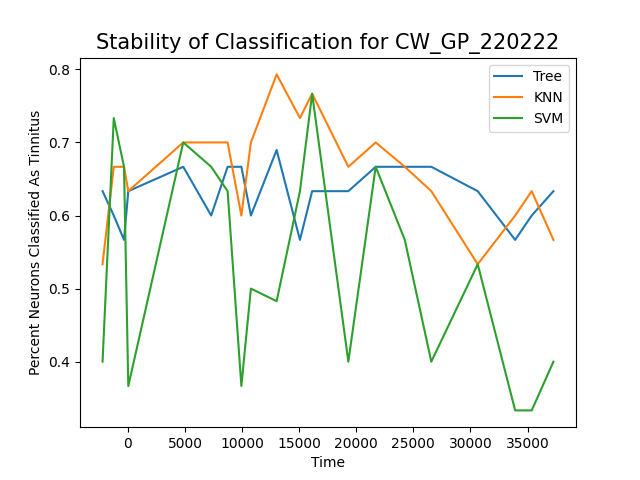 Stability of Classification for CW_GP_220222
Tree
KNN
SVM
Percent Neurons Classified As Tinnitus
0.8
0.7
0.6
0.5
0.4
0 5000 10000 15000 20000 25000 30000 35000
Time